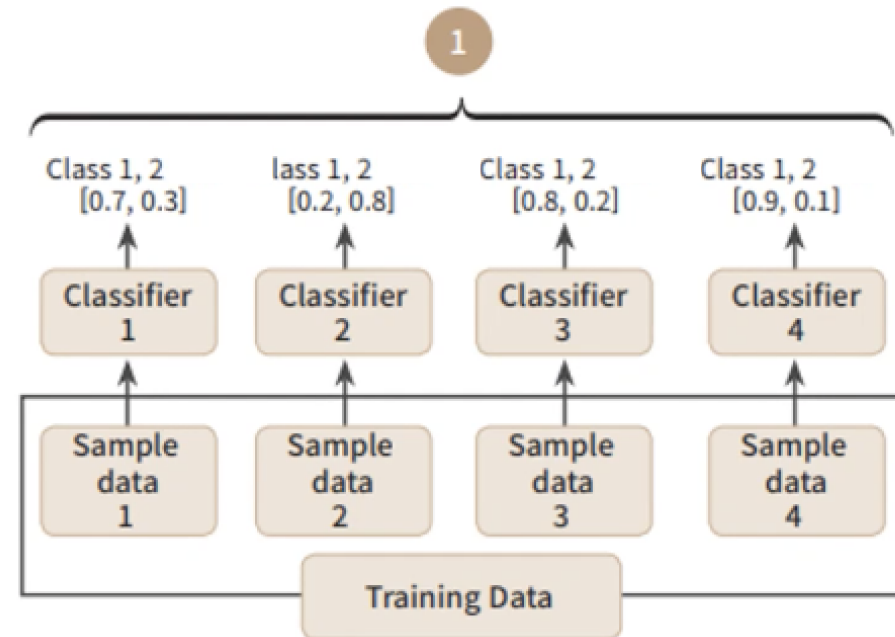 1
Class 1, 2
[0.7, 0.3]
lass 1, 2
[0.2, 0.8]
Class 1, 2
[0.8, 0.2]
Class 1, 2
[0.9, 0.1]
Classifier
1
Classifier
2
Classifier
3
Classifier
4
Sample
data
1
Sample
data
2
Sample
data
3
Sample
data
4
Training Data